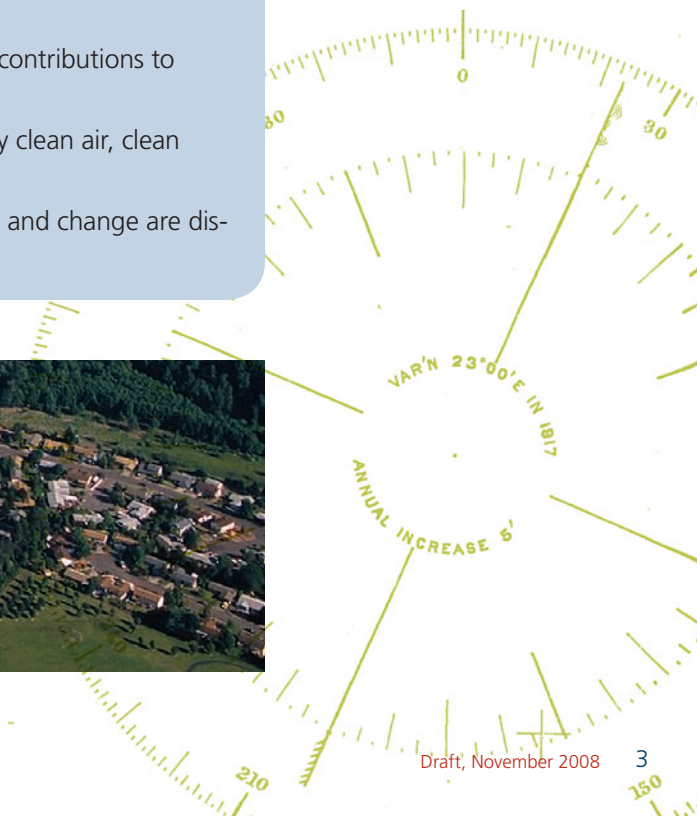 contributions to
y clean air, clean
and change are dis-
0
30
30
VAR'N 23°00'E IN 1817
ANNUAL INCREASE 5'
210
150
Draft, November 2008 3